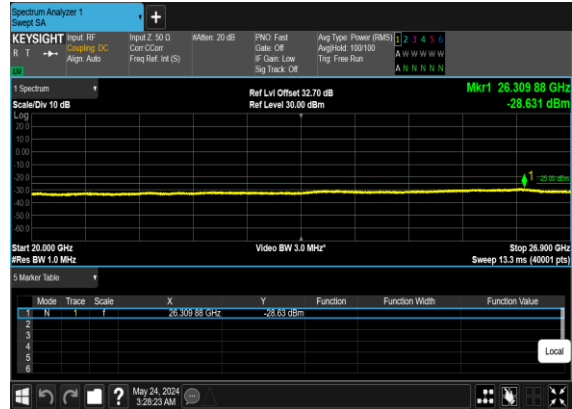 Spectrum Analyzer 1
Swept SA
+
KEYSIGHT Input: RF Input Z: 50 Ω #Atten: 20 dB PNO: Fast Avg Type: Power (RMS) 1 2 3 4 5 6
R T Coupling: DC Corr CCorr Gate: Off Avg|Hold: 100/100 A W W W W W
Align: Auto Freq Ref: Int (S) IF Gain: Low Trig: Free Run
Sig Track: Off A N N N N N
1 Spectrum Ref Lvl Offset 32.70 dB Mkr1 26.309 88 GHz
Scale/Div 10 dB Ref Level 30.00 dBm -28.631 dBm
Log
20.0
10.0
0.00
-10.0
1 -25.00 dBm
-20.0
-30.0
-40.0
-50.0
-60.0
Start 20.000 GHz Video BW 3.0 MHz* Stop 26.900 GHz
#Res BW 1.0 MHz Sweep 13.3 ms (40001 pts)
5 Marker Table
Mode Trace Scale X Y Function Function Width Function Value
1 N 1 f 26.309 88 GHz -28.63 dBm
2
3
4
5
6
Local
? May 24, 2024
3:28:23 AM